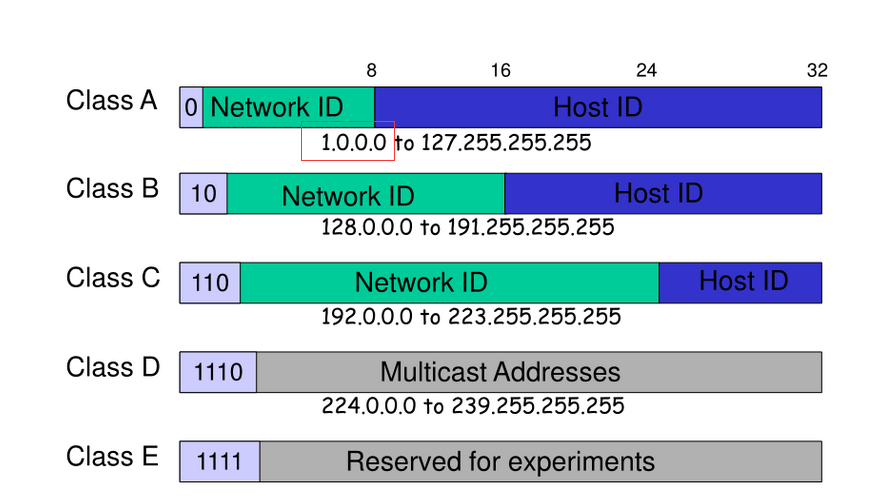 8 16 24 32
Class A 0 Network ID Host ID
1.0.0.0 to 127.255.255.255
Class B 10 Network ID Host ID
128.0.0.0 to 191.255.255.255
Class C 110 Network ID Host ID
192.0.0.0 to 223.255.255.255
Class D 1110 Multicast Addresses
224.0.0.0 to 239.255.255.255
Class E 1111 Reserved for experiments